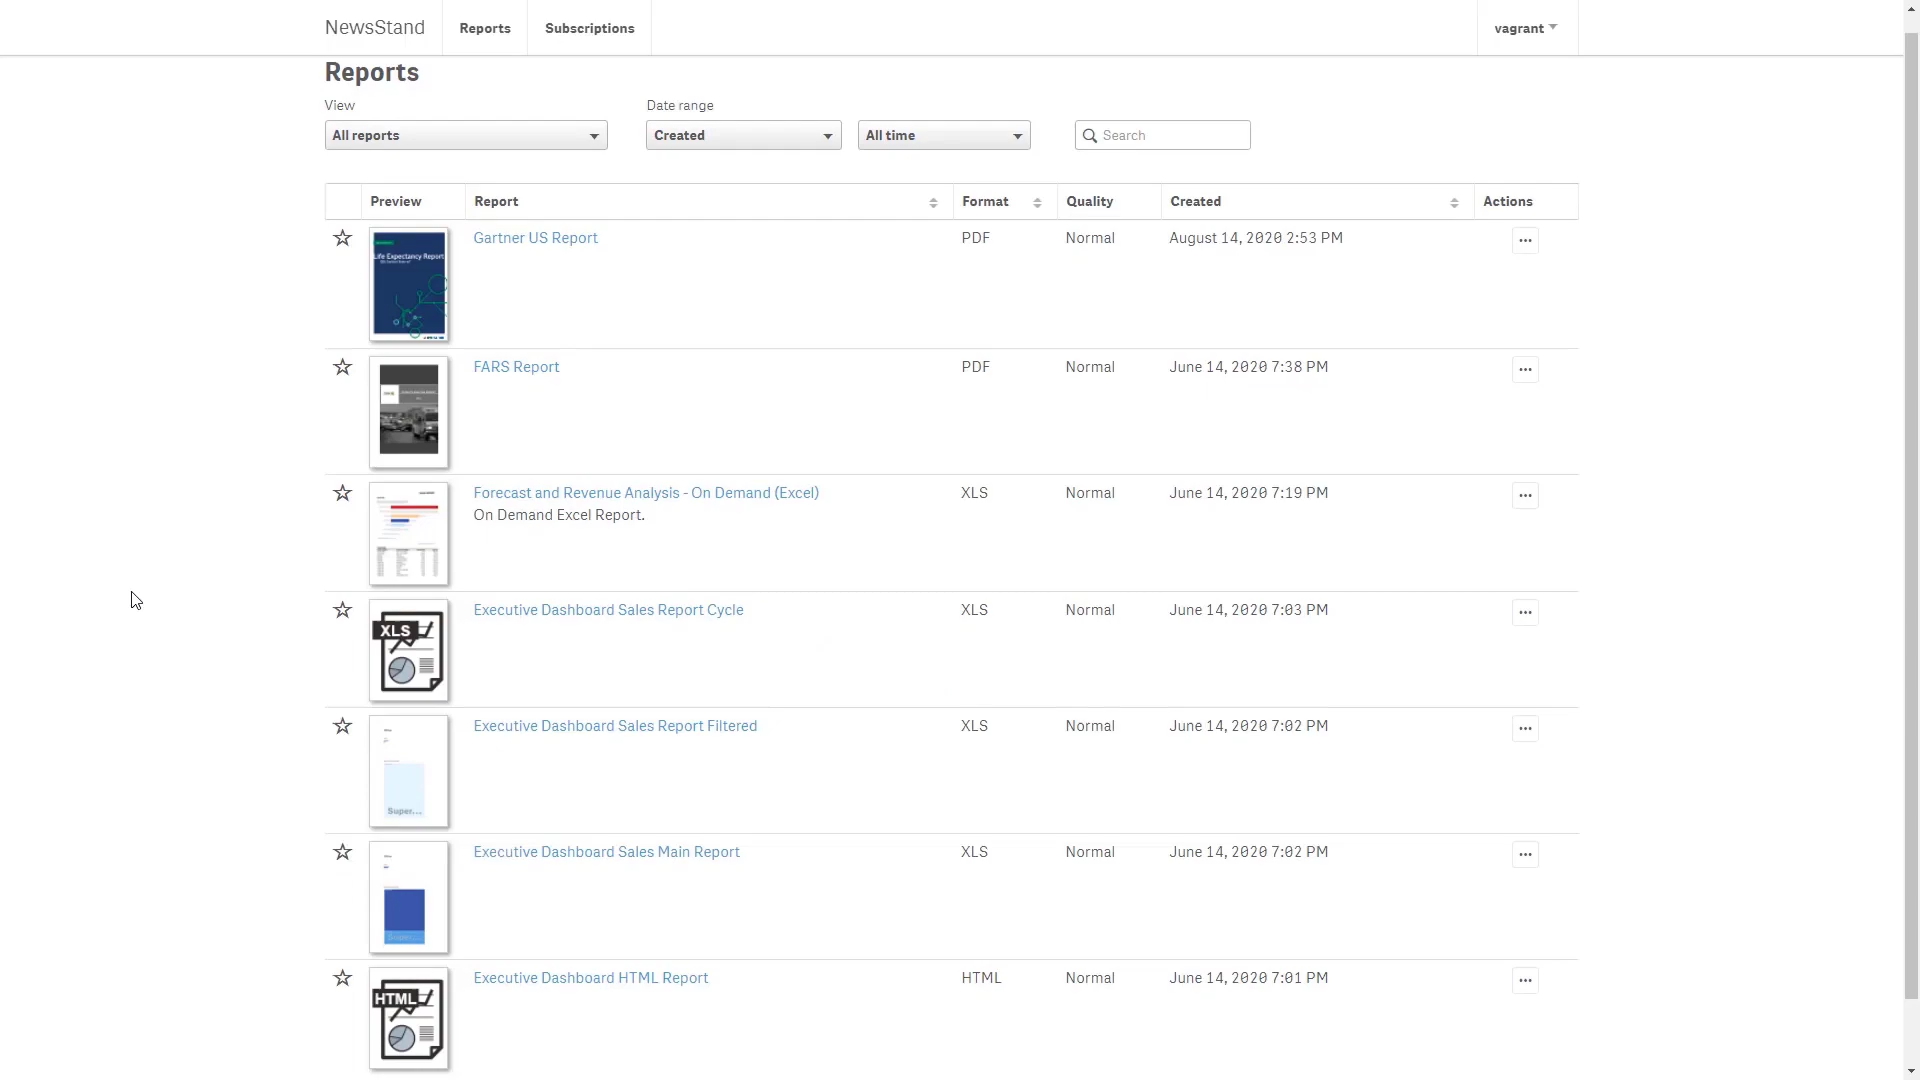 NewsStand Reports Subscriptions vagrant
Reports
View Date range
All reports Created All time Search
Preview Report Format Quality Created Actions
Gartner US Report PDF Normal August 14, 2020 2:53 PM
Life Expectancy Report
FARS Report PDF Normal June 14, 2020 7:38 PM
Forecast and Revenue Analysis - On Demand (Excel) XLS Normal June 14, 2020 7:19 PM
On Demand Excel Report.
Executive Dashboard Sales Report Cycle XLS Normal June 14, 2020 7:03 PM
XLS
Executive Dashboard Sales Report Filtered XLS Normal June 14, 2020 7:02 PM
Super...
Executive Dashboard Sales Main Report XLS Normal June 14, 2020 7:02 PM
Executive Dashboard HTML Report HTML Normal June 14, 2020 7:01 PM
HTML